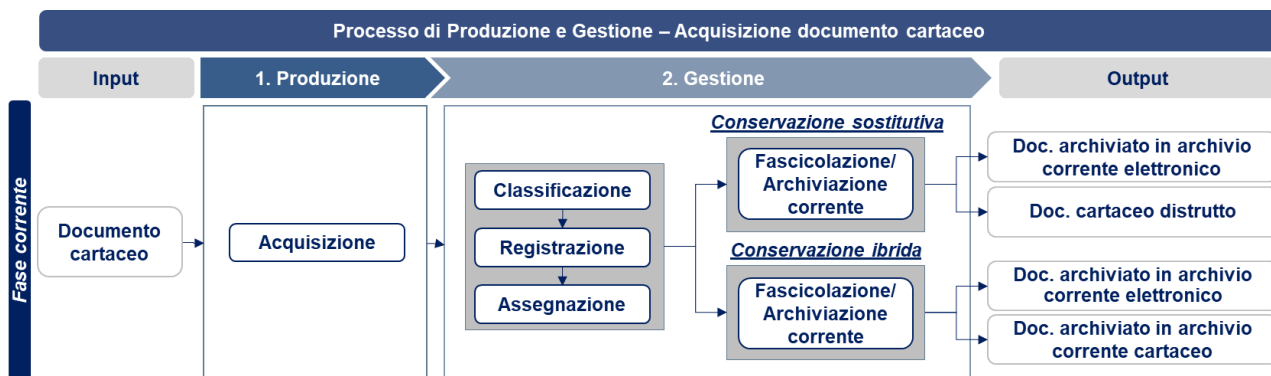 Processo di Produzione e Gestione – Acquisizione documento cartaceo
Input
1. Produzione
2. Gestione
Output
Fase corrente
Documento
cartaceo
Acquisizione
Classificazione
Registrazione
Assegnazione
Conservazione sostitutiva
Fascicolazione/
Archiviazione
corrente
Conservazione ibrida
Fascicolazione/
Archiviazione
corrente
Doc. archiviato in archivio
corrente elettronico
Doc. cartaceo distrutto
Doc. archiviato in archivio
corrente elettronico
Doc. archiviato in archivio
corrente cartaceo